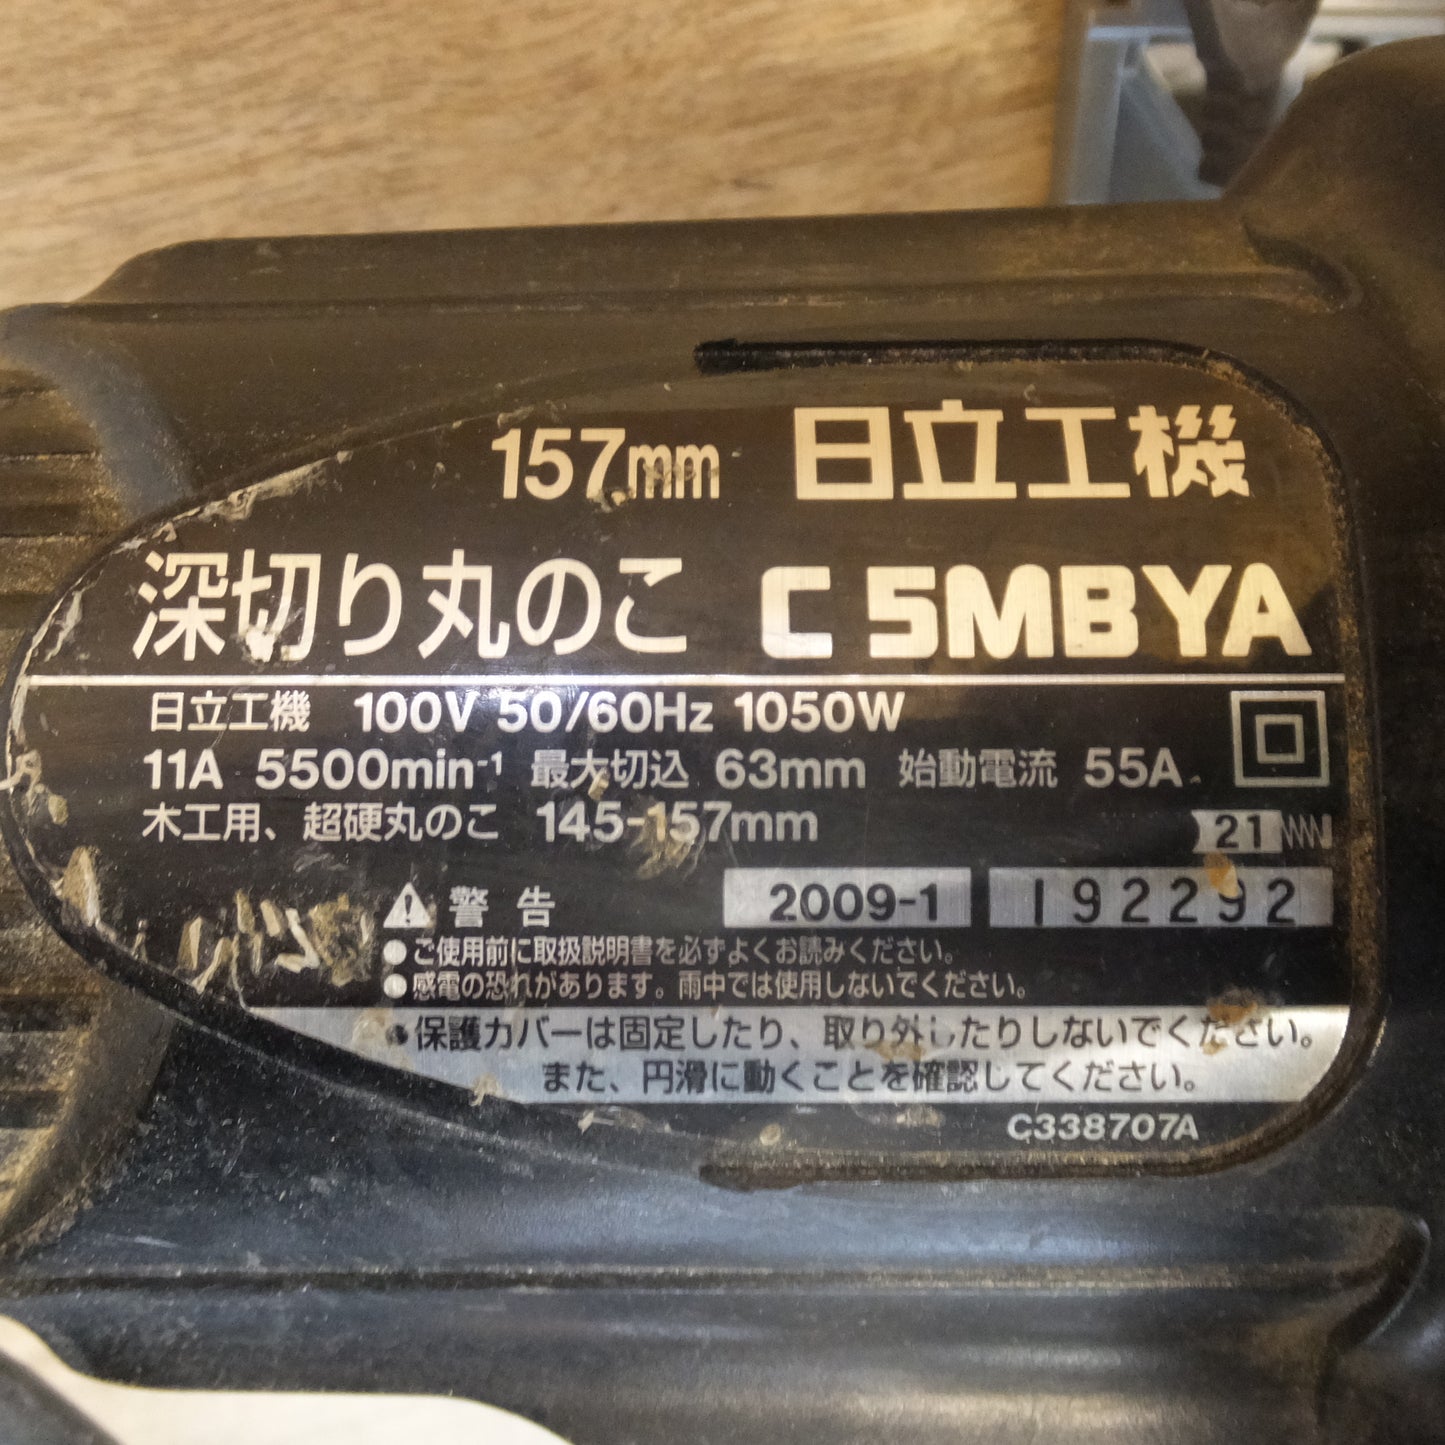 157mm 日立工機
深切り丸のこ C 5MBYA
日立工機 100V 50/60Hz 1050W
11A 5500min⁻¹ 最大切込 63mm 始動電流 55A
木工用、超硬丸のこ 145-157mm
21
⚠ 警告 2009-1 192292
●ご使用前に取扱説明書を必ずよくお読みください。
●感電の恐れがあります。雨中では使用しないでください。
●保護カバーは固定したり、取り外したりしないでください。
また、円滑に動くことを確認してください。
C338707A